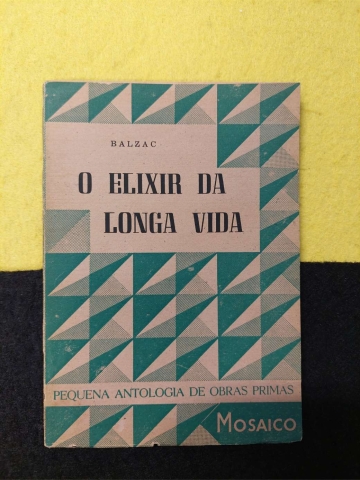 BALZAC
O ELIXIR DA
LONGA VIDA
PEQUENA ANTOLOGIA DE OBRAS PRIMAS
MOSAICO